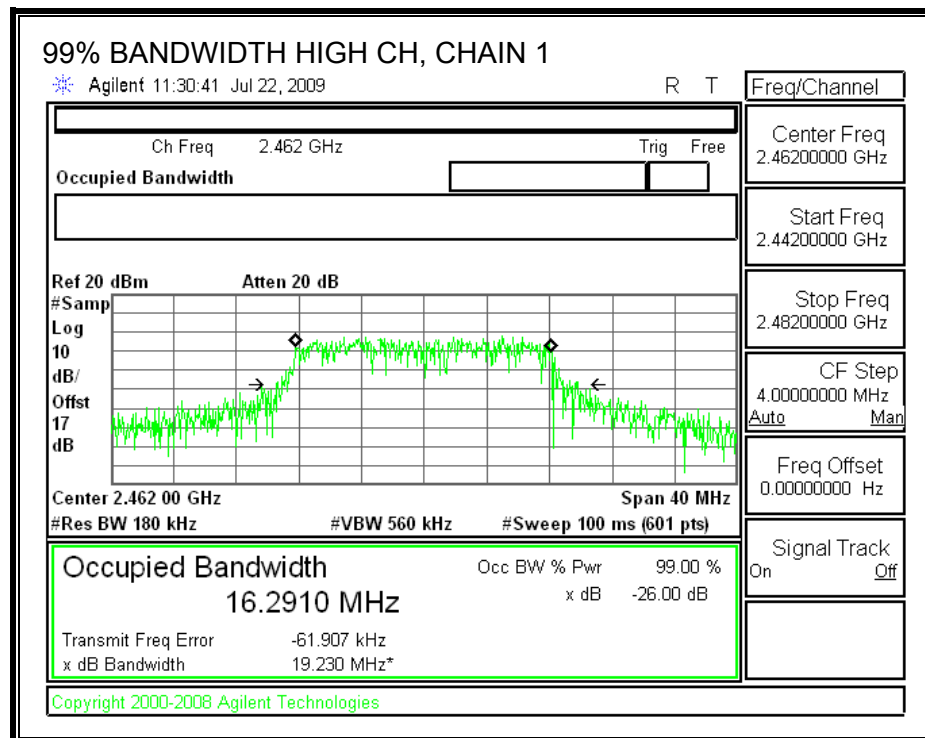 99% BANDWIDTH HIGH CH, CHAIN 1
Agilent 11:30:41 Jul 22, 2009 R T
Freq/Channel
Ch Freq 2.462 GHz Trig Free
Occupied Bandwidth
Center Freq
2.46200000 GHz
Start Freq
2.44200000 GHz
Stop Freq
2.48200000 GHz
CF Step
4.00000000 MHz
Auto Man
Freq Offset
0.00000000 Hz
Signal Track
On Off
Ref 20 dBm Atten 20 dB
#Samp
Log
10
dB/
Offst
17
dB
Center 2.462 00 GHz Span 40 MHz
#Res BW 180 kHz #VBW 560 kHz #Sweep 100 ms (601 pts)
Occupied Bandwidth Occ BW % Pwr 99.00 %
16.2910 MHz x dB -26.00 dB
Transmit Freq Error -61.907 kHz
x dB Bandwidth 19.230 MHz*
Copyright 2000-2008 Agilent Technologies